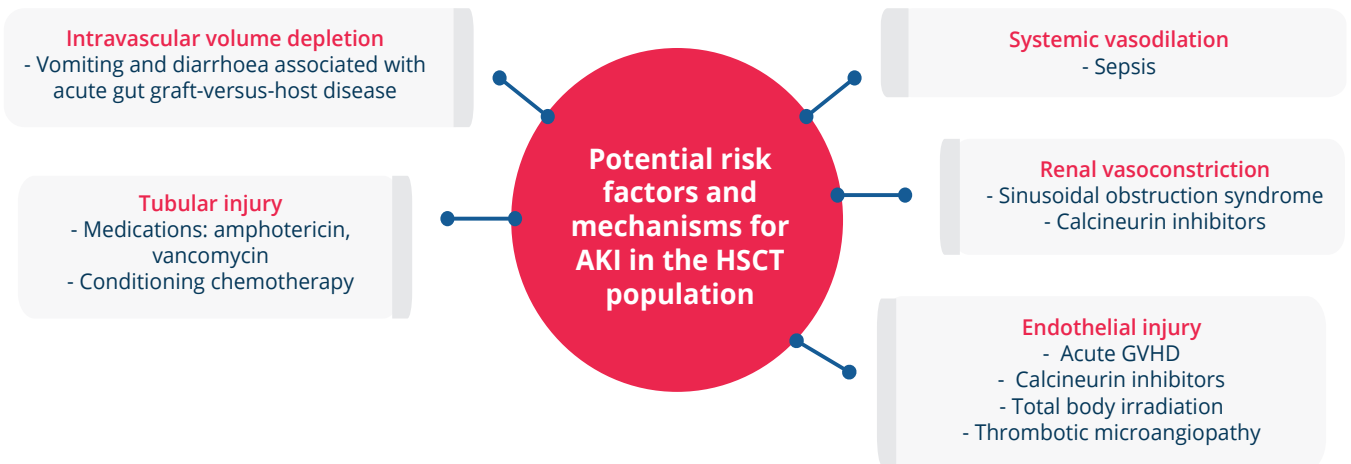 Intravascular volume depletion
- Vomiting and diarrhoea associated with
acute gut graft-versus-host disease
Tubular injury
- Medications: amphotericin,
vancomycin
- Conditioning chemotherapy
Potential risk
factors and
mechanisms for
AKI in the HSCT
population
Systemic vasodilation
- Sepsis
Renal vasoconstriction
- Sinusoidal obstruction syndrome
- Calcineurin inhibitors
Endothelial injury
- Acute GVHD
- Calcineurin inhibitors
- Total body irradiation
- Thrombotic microangiopathy